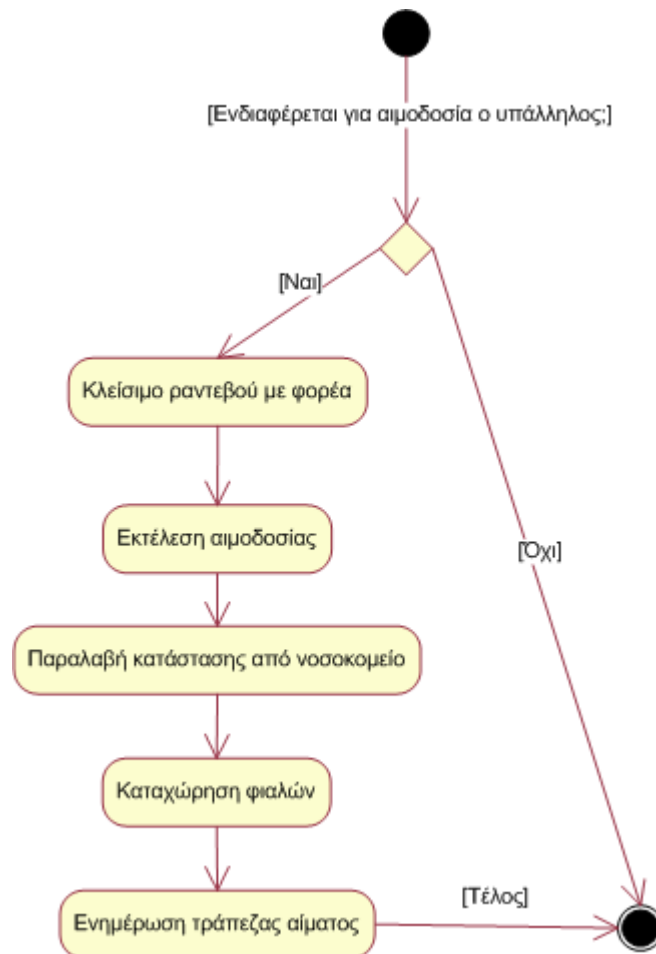 [Ενδιαφέρεται για αιμοδοσία ο υπάλληλος;]
[Ναι]
Κλείσιμο ραντεβού με φορέα
Εκτέλεση αιμοδοσίας
[Όχι]
Παραλαβή κατάστασης από νοσοκομείο
Καταχώρηση φιαλών
[Τέλος]
Ενημέρωση τράπεζας αίματος